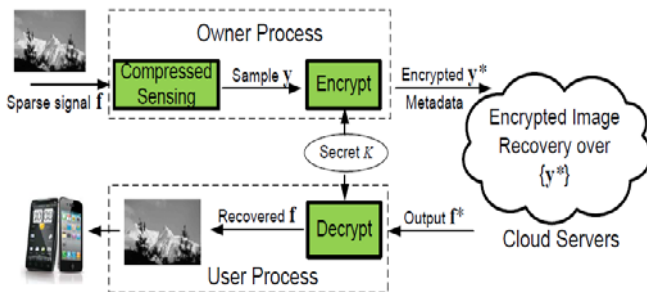 Owner Process
Sparse signal f
Compressed
Sensing
Sample y
Encrypt
Encrypted y*
Metadata
Encrypted Image
Recovery over
{y*}
Cloud Servers
Secret K
Output f*
Decrypt
Recovered f
User Process